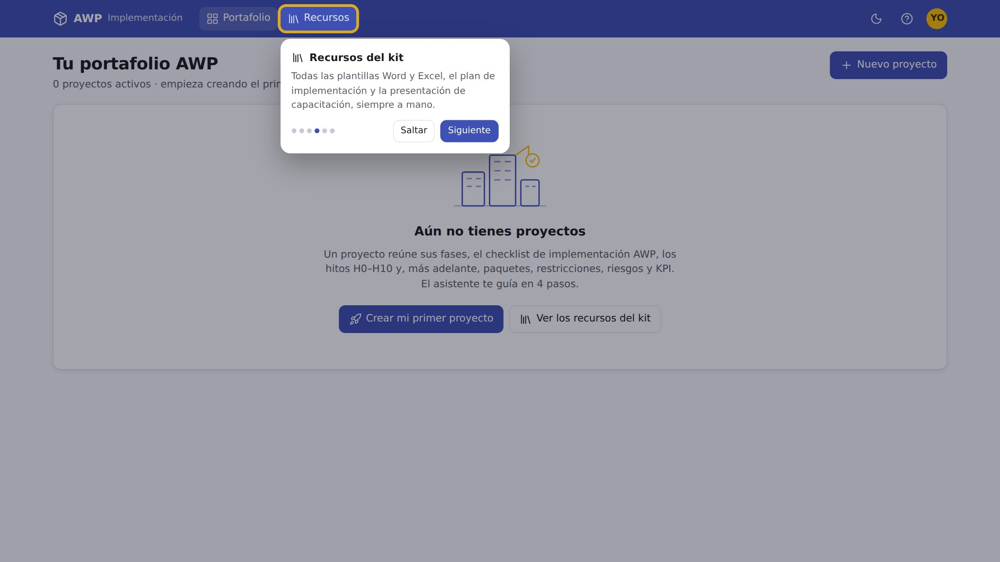 AWP Implementación Portafolio Recursos YO
Recursos del kit
Todas las plantillas Word y Excel, el plan de
implementación y la presentación de
capacitación, siempre a mano.
Saltar Siguiente
Tu portafolio AWP
0 proyectos activos · empieza creando el
Nuevo proyecto
Aún no tienes proyectos
Un proyecto reúne sus fases, el checklist de implementación AWP, los
hitos H0–H10 y, más adelante, paquetes, restricciones, riesgos y KPI.
El asistente te guía en 4 pasos.
Crear mi primer proyecto Ver los recursos del kit